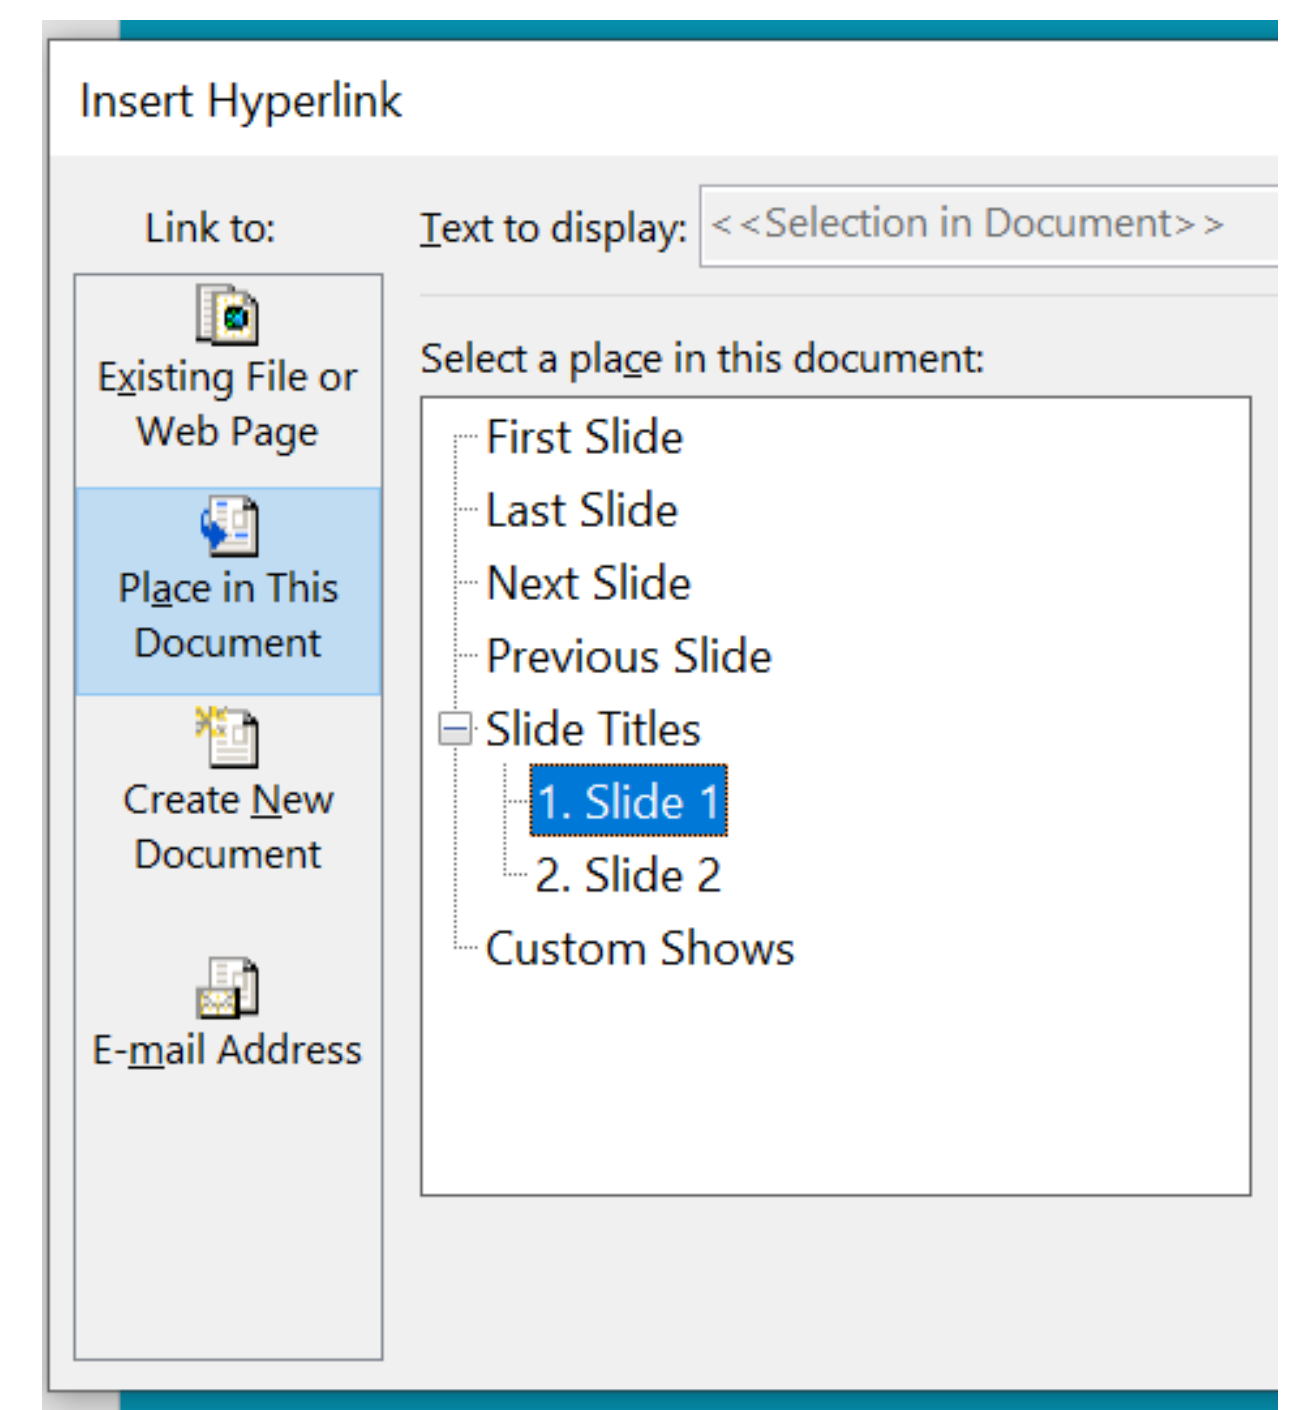 Insert Hyperlink
Link to:
Text to display: <<Selection in Document>>
Existing File or
Web Page
Place in This
Document
Create New
Document
E-mail Address
Select a place in this document:
First Slide
Last Slide
Next Slide
Previous Slide
Slide Titles
1. Slide 1
2. Slide 2
Custom Shows